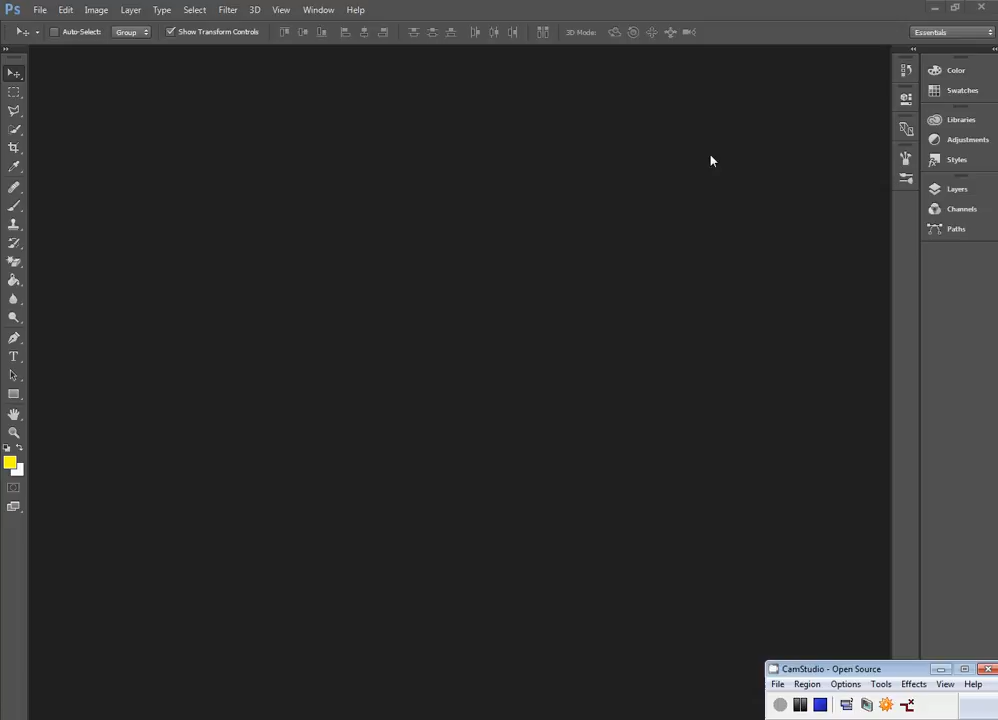 Ps File Edit Image Layer Type Select Filter 3D View Window Help
Auto-Select: Group Show Transform Controls 3D Mode: Essentials
Color
Swatches
Libraries
Adjustments
Styles
Layers
Channels
Paths
T
CamStudio - Open Source
File Region Options Tools Effects View Help